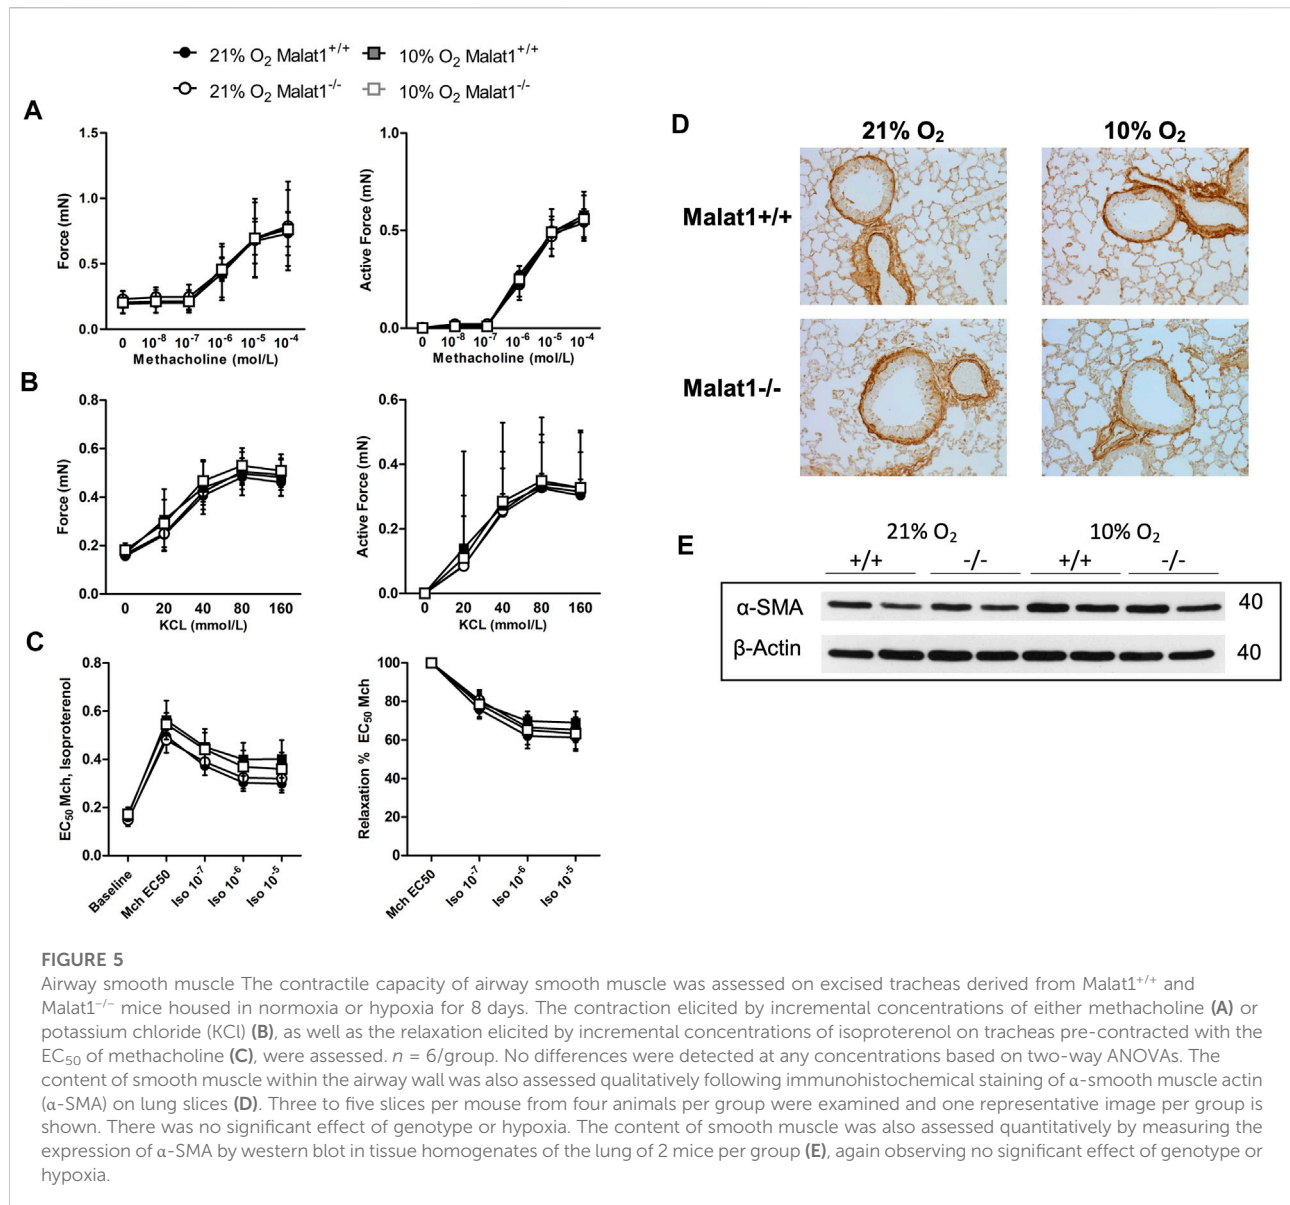 21% O₂ Malat1⁺/⁺
10% O₂ Malat1⁺/⁺
21% O₂ Malat1⁻/⁻
10% O₂ Malat1⁻/⁻
A
Force (mN)
1.5
1.0
0.5
0.0
0 10⁻⁸ 10⁻⁷ 10⁻⁶ 10⁻⁵ 10⁻⁴
Methacholine (mol/L)
Active Force (mN)
1.0
0.5
0.0
0 10⁻⁸ 10⁻⁷ 10⁻⁶ 10⁻⁵ 10⁻⁴
Methacholine (mol/L)
B
Force (mN)
0.8
0.6
0.4
0.2
0.0
0 20 40 80 160
KCL (mmol/L)
Active Force (mN)
0.6
0.4
0.2
0.0
0 20 40 80 160
KCL (mmol/L)
C
EC₅₀ Mch, Isoproterenol
0.8
0.6
0.4
0.2
0.0
Baseline
Mch EC50
Iso 10⁻⁷
Iso 10⁻⁶
Iso 10⁻⁵
Relaxation % EC₅₀ Mch
100
80
60
40
20
0
Mch EC50
Iso 10⁻⁷
Iso 10⁻⁶
Iso 10⁻⁵
D
21% O₂ 10% O₂
Malat1+/+
Malat1-/-
E
21% O₂ 10% O₂
+/+ -/- +/+ -/-
α-SMA 40
β-Actin 40
FIGURE 5
Airway smooth muscle The contractile capacity of airway smooth muscle was assessed on excised tracheas derived from Malat1⁺/⁺ and
Malat1⁻/⁻ mice housed in normoxia or hypoxia for 8 days. The contraction elicited by incremental concentrations of either methacholine (A) or
potassium chloride (KCl) (B), as well as the relaxation elicited by incremental concentrations of isoproterenol on tracheas pre-contracted with the
EC₅₀ of methacholine (C), were assessed. n = 6/group. No differences were detected at any concentrations based on two-way ANOVAs. The
content of smooth muscle within the airway wall was also assessed qualitatively following immunohistochemical staining of α-smooth muscle actin
(α-SMA) on lung slices (D). Three to five slices per mouse from four animals per group were examined and one representative image per group is
shown. There was no significant effect of genotype or hypoxia. The content of smooth muscle was also assessed quantitatively by measuring the
expression of α-SMA by western blot in tissue homogenates of the lung of 2 mice per group (E), again observing no significant effect of genotype or
hypoxia.